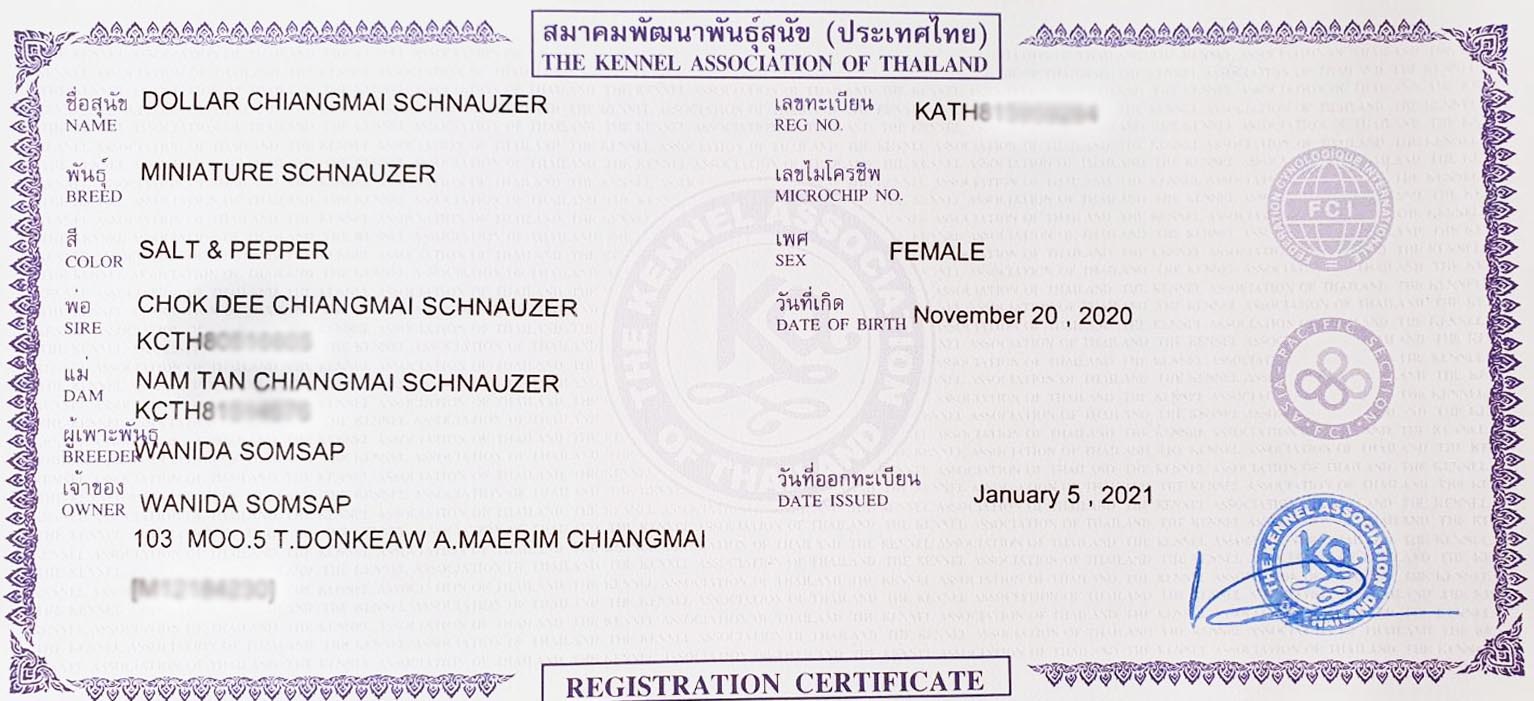 สมาคมพัฒนาพันธุ์สุนัข (ประเทศไทย)
THE KENNEL ASSOCIATION OF THAILAND
ชื่อสุนัข DOLLAR CHIANGMAI SCHNAUZER
NAME
เลขทะเบียน KATH
REG NO.
พันธุ์ MINIATURE SCHNAUZER
BREED
เลขไมโครชิพ
MICROCHIP NO.
สี SALT & PEPPER
COLOR
เพศ FEMALE
SEX
พ่อ CHOK DEE CHIANGMAI SCHNAUZER
SIRE
KCTH
วันที่เกิด November 20 , 2020
DATE OF BIRTH
แม่ NAM TAN CHIANGMAI SCHNAUZER
DAM
KCTH
ผู้เพาะพันธุ์
BREEDER WANIDA SOMSAP
เจ้าของ WANIDA SOMSAP
OWNER
103 MOO.5 T.DONKEAW A.MAERIM CHIANGMAI
วันที่ออกทะเบียน January 5 , 2021
DATE ISSUED
FEDERATION CYNOLOGIQUE INTERNATIONALE
FCI
ASIA PACIFIC SECTION
F.C.I.
THE KENNEL ASSOCIATION OF THAILAND
Ka
THE KENNEL ASSOCIATION OF THAILAND
Ka
REGISTRATION CERTIFICATE